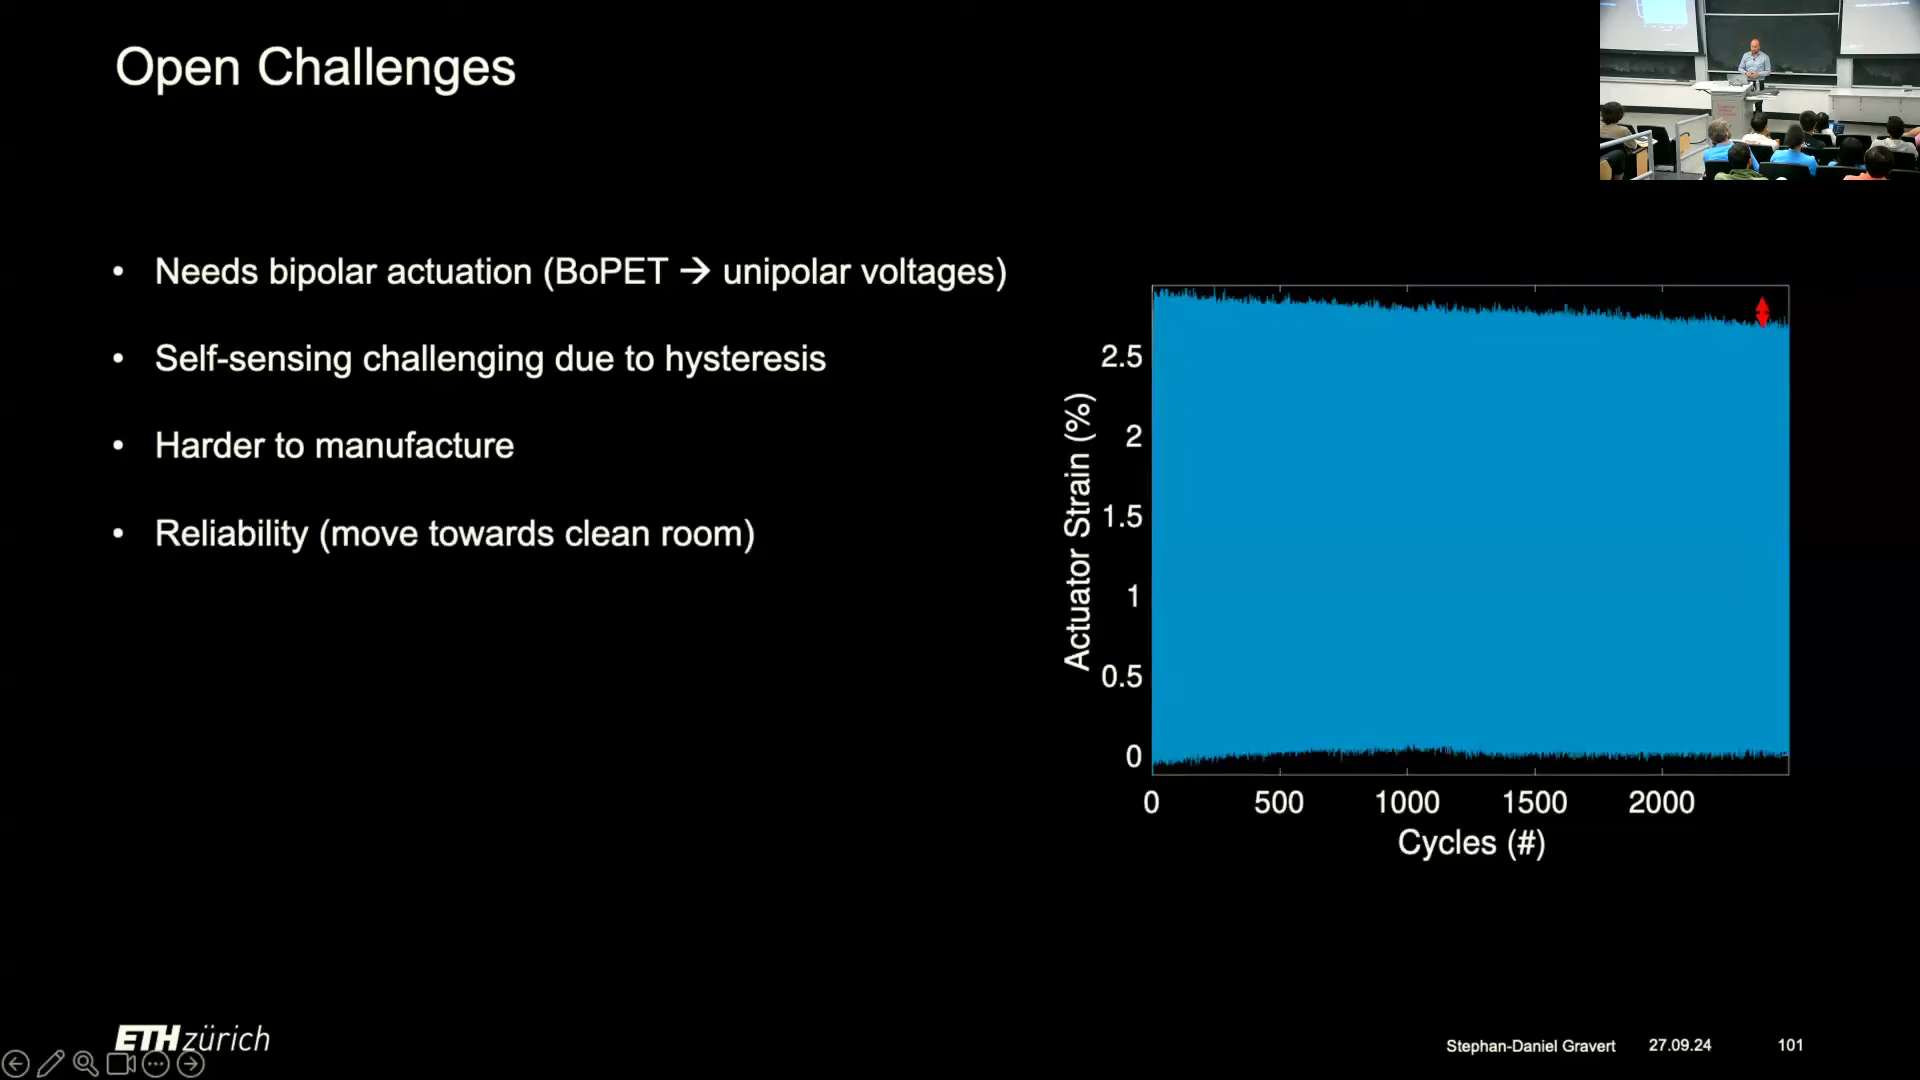 Open Challenges
• Needs bipolar actuation (BoPET → unipolar voltages)
• Self-sensing challenging due to hysteresis
• Harder to manufacture
• Reliability (move towards clean room)
Actuator Strain (%)
2.5
2
1.5
1
0.5
0
0 500 1000 1500 2000
Cycles (#)
ETH zürich
Stephan-Daniel Gravert 27.09.24 101